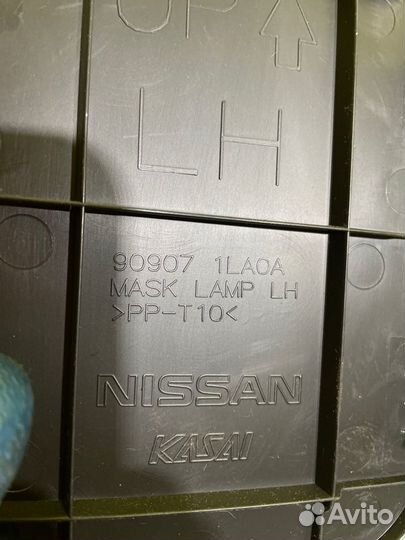 UP
LH
90907 1LA0A
MASK LAMP LH
>PP-T10<
NISSAN
KASAI
Avito